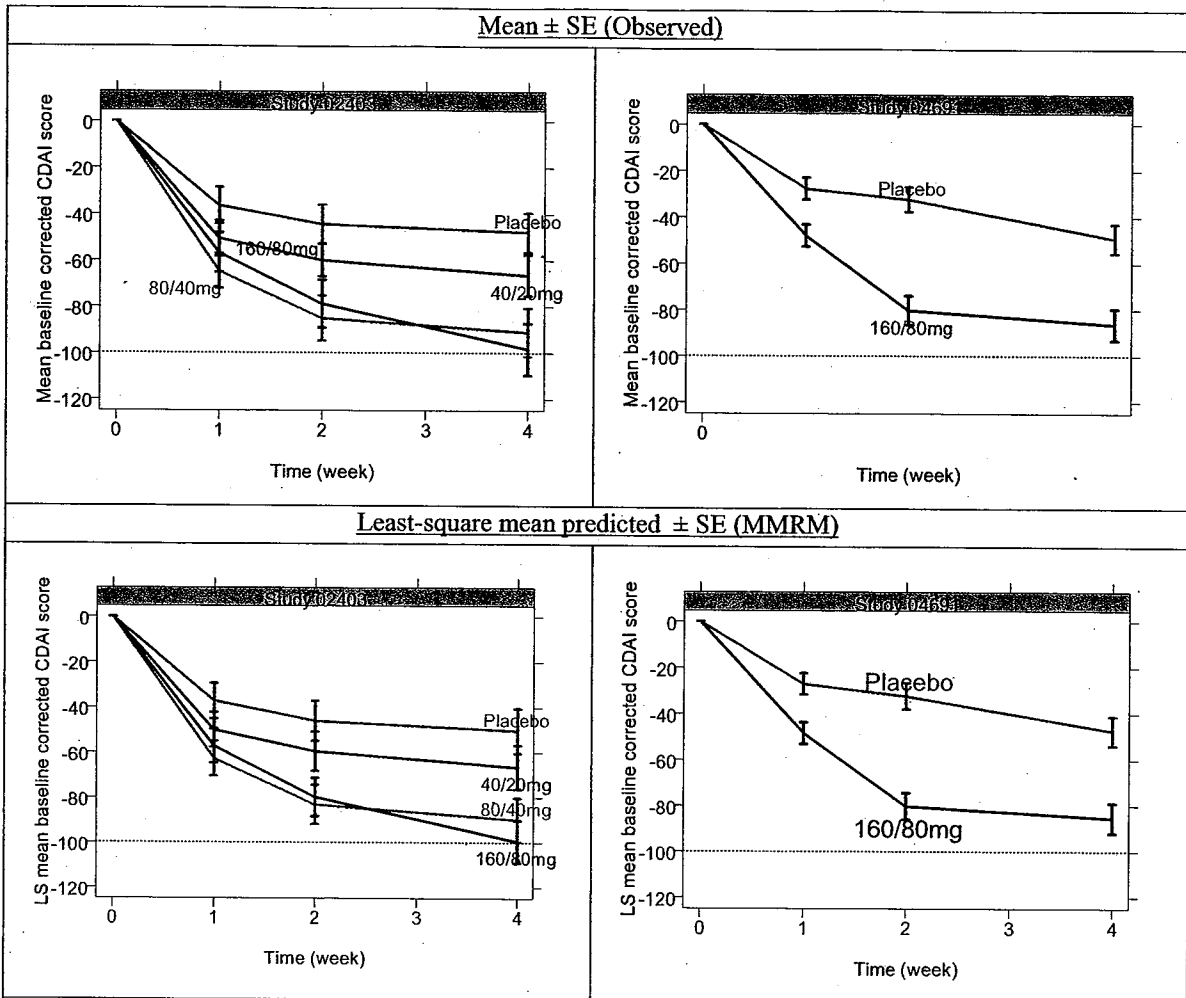 Mean ± SE (Observed)
Study 02403
Mean baseline corrected CDAI score
0
-20
-40
-60
-80
-100
-120
Placebo
160/80mg
80/40mg
40/20mg
0 1 2 3 4
Time (week)
Study 0469
Mean baseline corrected CDAI score
0
-20
-40
-60
-80
-100
-120
Placebo
160/80mg
0
Time (week)
Least-square mean predicted ± SE (MMRM)
Study 02403
LS mean baseline corrected CDAI score
0
-20
-40
-60
-80
-100
-120
Placebo
40/20mg
80/40mg
160/80mg
0 1 2 3 4
Time (week)
Study 0469
LS mean baseline corrected CDAI score
0
-20
-40
-60
-80
-100
-120
Placebo
160/80mg
0 1 2 3 4
Time (week)